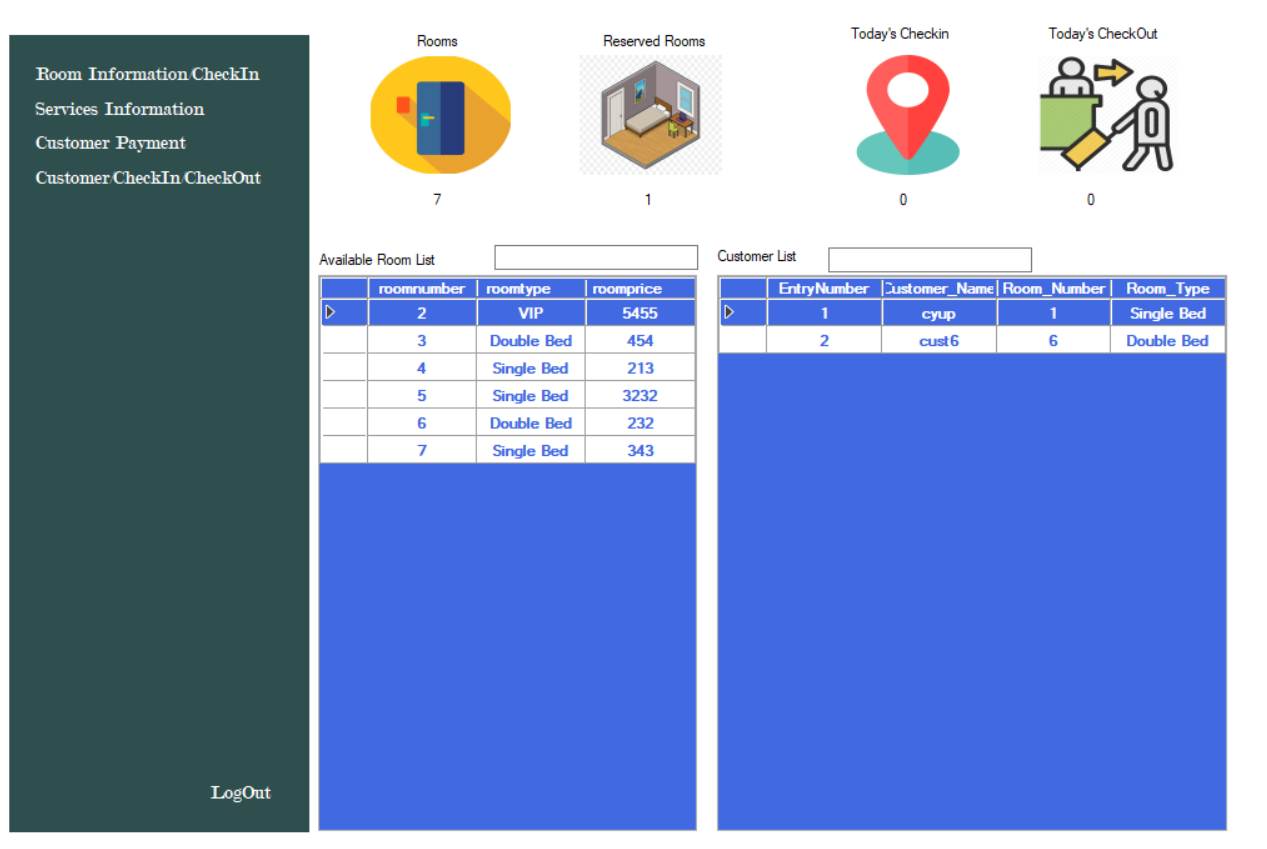 Room Information/CheckIn
Services Information
Customer Payment
Customer/CheckIn/CheckOut
LogOut
Rooms
7
Reserved Rooms
1
Today's Checkin
0
Today's CheckOut
0
Available Room List
roomnumber roomtype roomprice
2 VIP 5455
3 Double Bed 454
4 Single Bed 213
5 Single Bed 3232
6 Double Bed 232
7 Single Bed 343
Customer List
EntryNumber Customer_Name Room_Number Room_Type
1 cyup 1 Single Bed
2 cust6 6 Double Bed